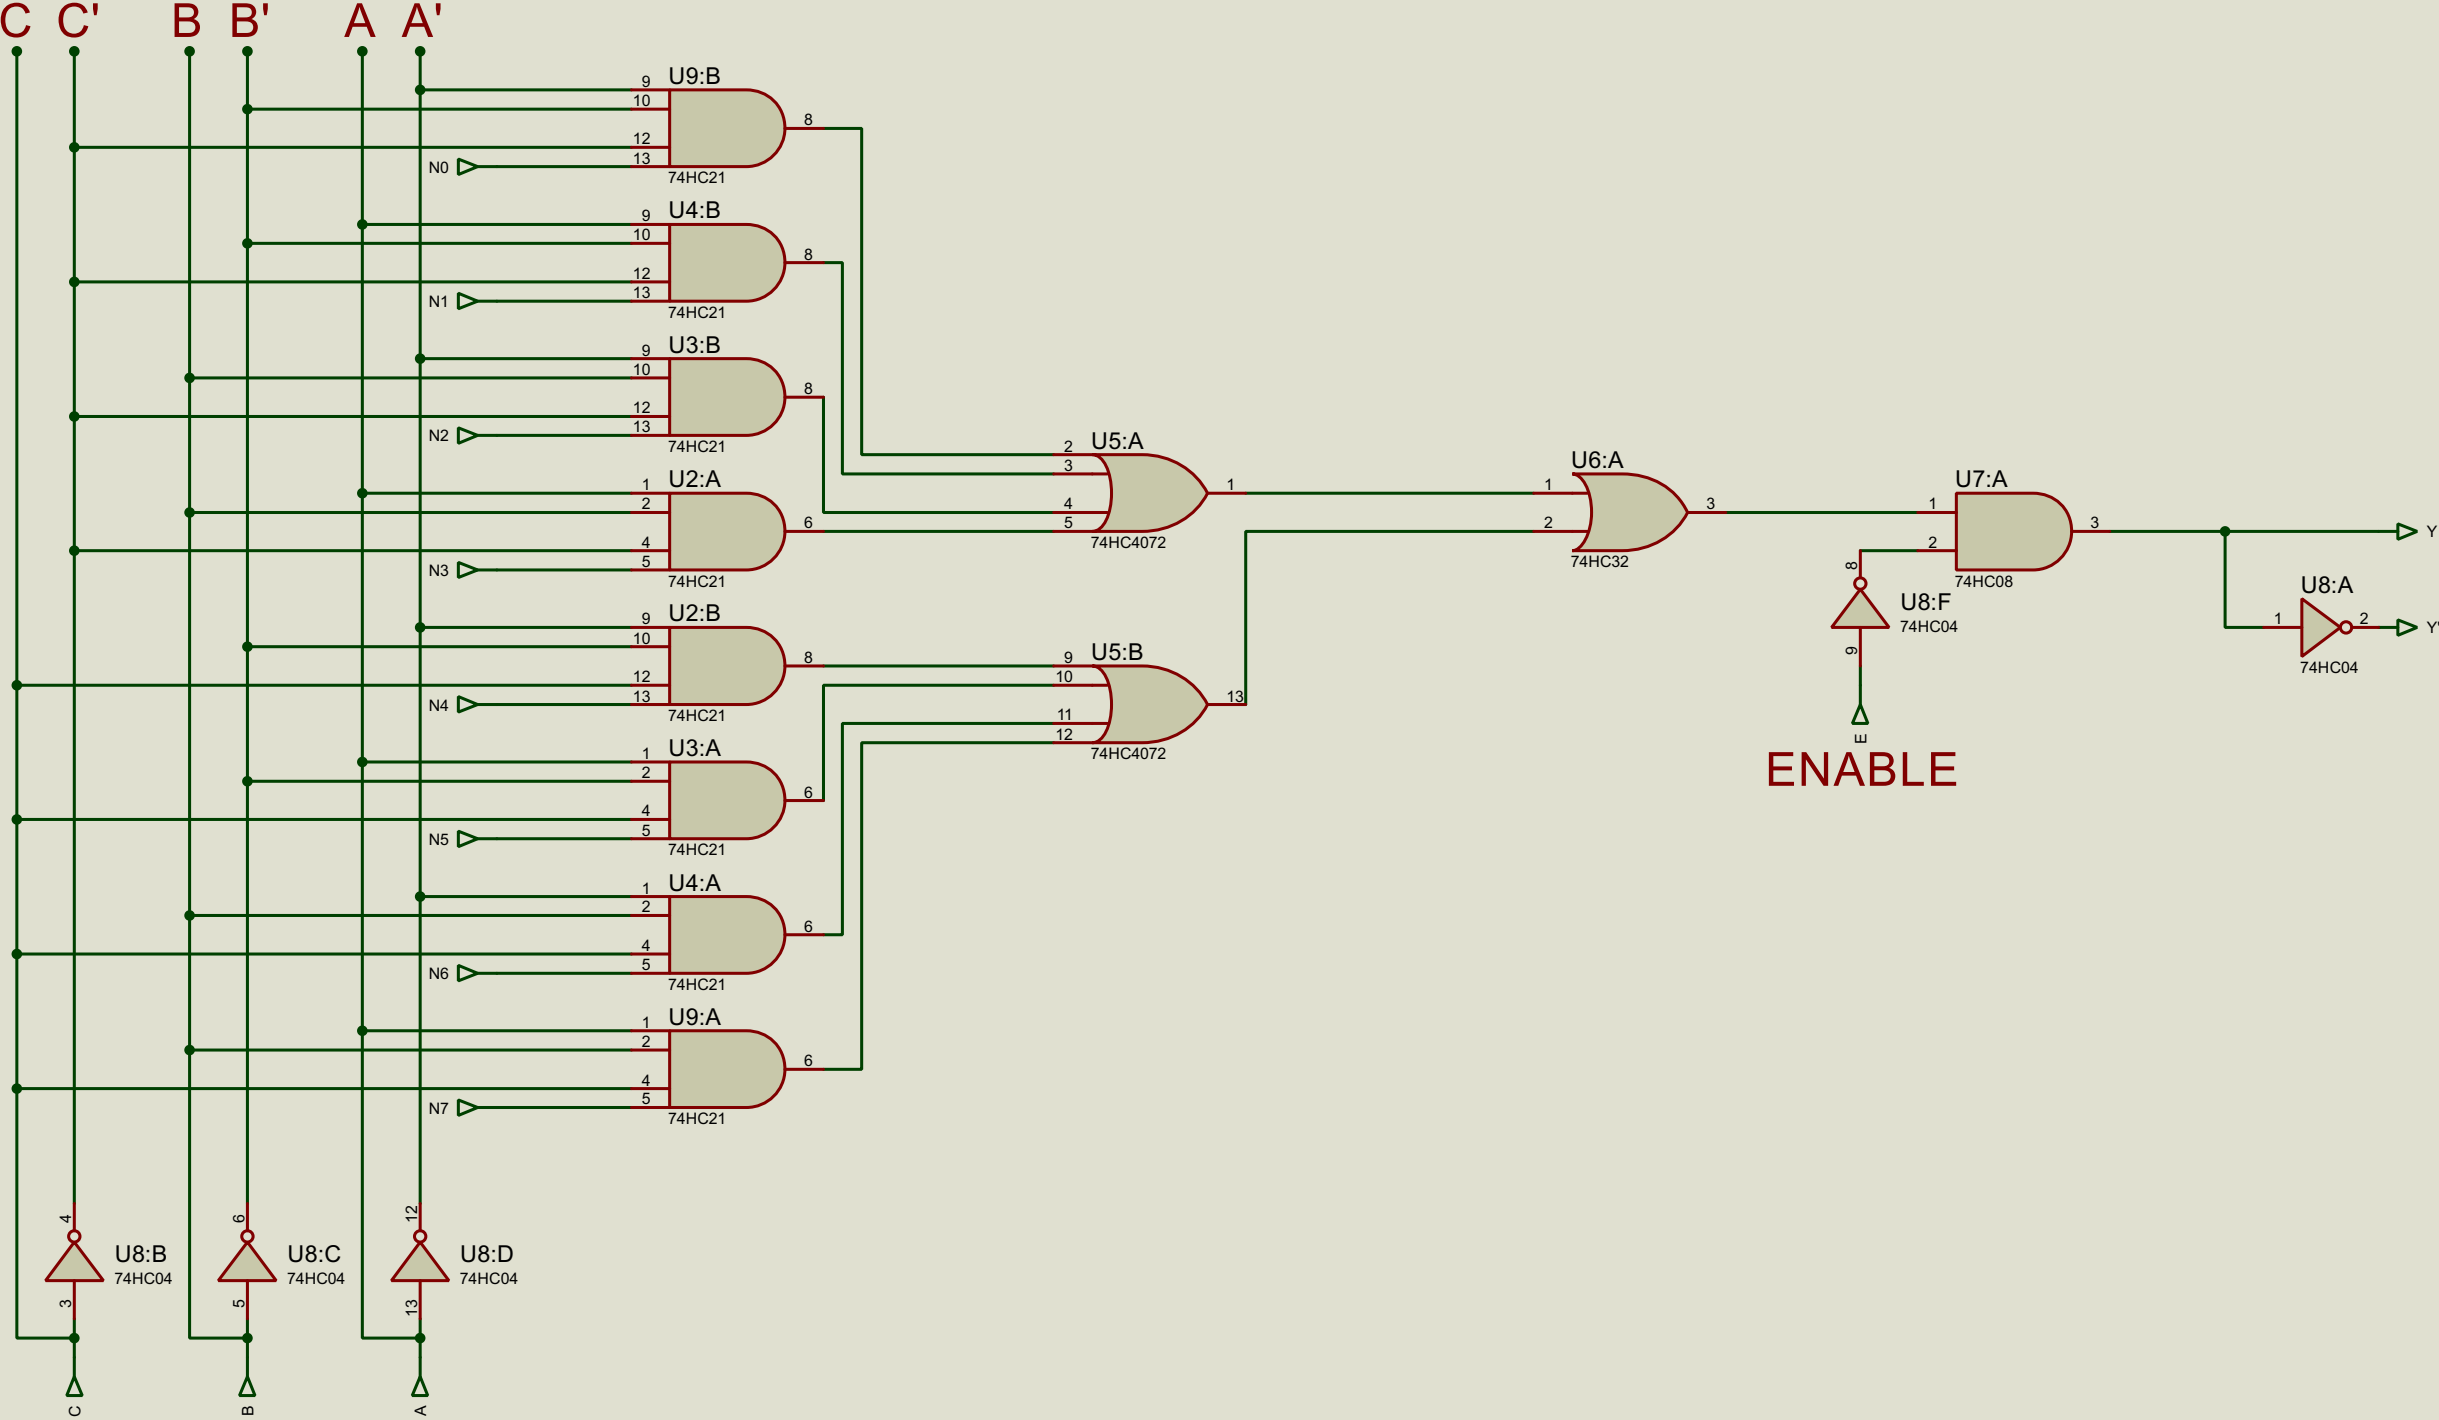 C C' B B' A A'
U9:B
9
10
12
13
8
N0
74HC21
U4:B
9
10
12
13
8
N1
74HC21
U3:B
9
10
12
13
8
N2
74HC21
U2:A
1
2
4
5
6
N3
74HC21
U2:B
9
10
12
13
8
N4
74HC21
U3:A
1
2
4
5
6
N5
74HC21
U4:A
1
2
4
5
6
N6
74HC21
U9:A
1
2
4
5
6
N7
74HC21
U5:A
2
3
4
5
1
74HC4072
U5:B
9
10
11
12
13
74HC4072
U6:A
1
2
3
74HC32
U7:A
1
2
3
74HC08
8
U8:F
74HC04
9
E
ENABLE
Y
U8:A
1
2
Y'
74HC04
4
U8:B
74HC04
3
C
6
U8:C
74HC04
5
B
12
U8:D
74HC04
13
A